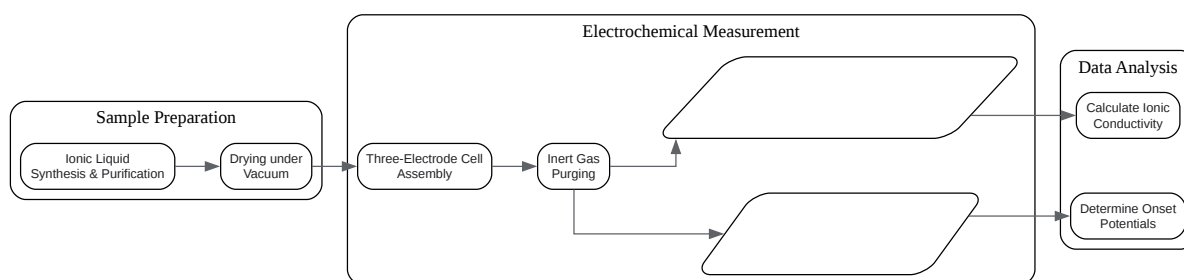 Electrochemical Measurement
Sample Preparation
Ionic Liquid
Synthesis & Purification
Drying under
Vacuum
Three-Electrode Cell
Assembly
Inert Gas
Purging
Data Analysis
Calculate Ionic
Conductivity
Determine Onset
Potentials